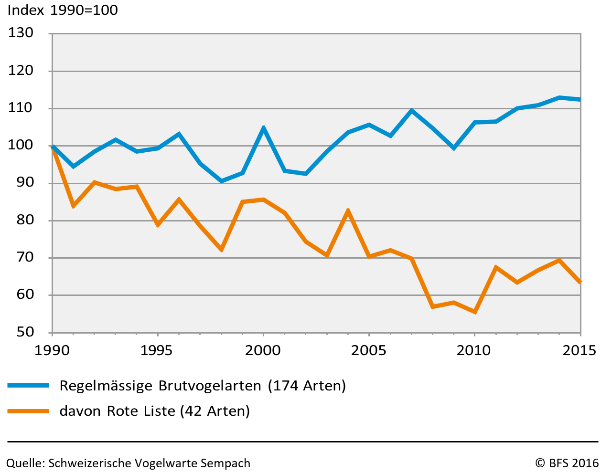 Index 1990=100
130
120
110
100
90
80
70
60
50
1990 1995 2000 2005 2010 2015
Regelmässige Brutvogelarten (174 Arten)
davon Rote Liste (42 Arten)
Quelle: Schweizerische Vogelwarte Sempach © BFS 2016